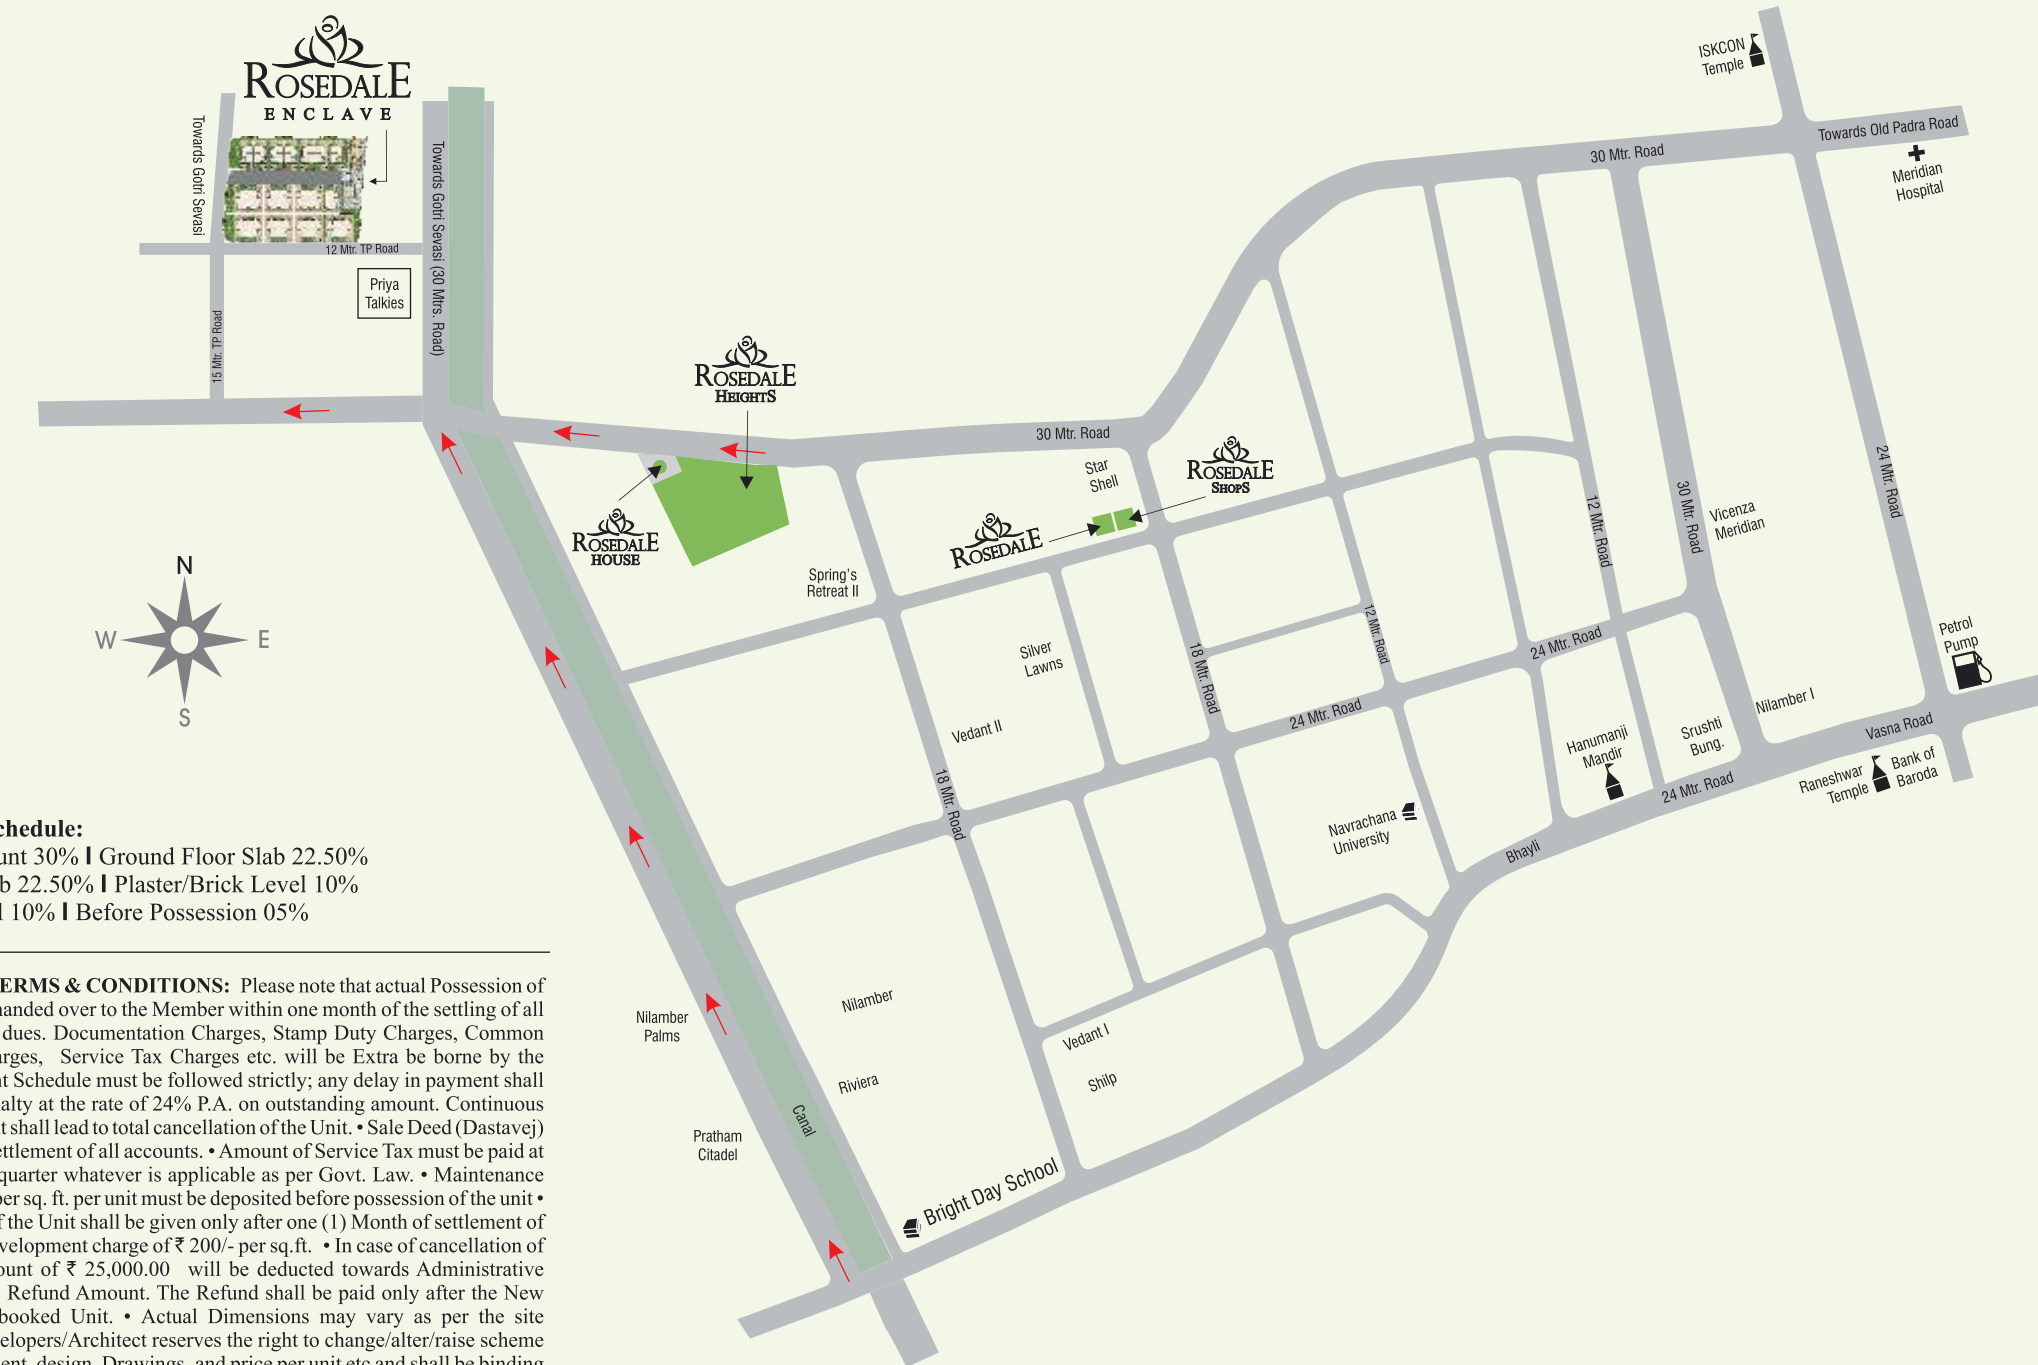 ROSEDALE
ENCLAVE
Towards Gotri Sevasi
Towards Gotri Sevasi (30 Mtrs. Road)
12 Mtr. TP Road
Priya
Talkies
15 Mtr. TP Road
ISKCON
Temple
Towards Old Padra Road
30 Mtr. Road
Meridian
Hospital
ROSEDALE
HEIGHTS
30 Mtr. Road
Star
Shell
ROSEDALE
SHOPS
ROSEDALE
ROSEDALE
HOUSE
Spring's
Retreat II
12 Mtr. Road
30 Mtr. Road
Vicenza
Meridian
24 Mtr. Road
N
W
E
S
Silver
Lawns
18 Mtr. Road
12 Mtr. Road
24 Mtr. Road
Petrol
Pump
Vedant II
24 Mtr. Road
Nilamber I
Vasna Road
Hanumanji
Mandir
Srushti
Bung.
24 Mtr. Road
Raneshwar
Temple
Bank of
Baroda
18 Mtr. Road
Navrachana
University
Bhayli
Nilamber
Nilamber
Palms
Vedant I
Riviera
Shilp
Canal
Pratham
Citadel
Bright Day School
chedule:
unt 30% I Ground Floor Slab 22.50%
b 22.50% I Plaster/Brick Level 10%
l 10% I Before Possession 05%
ERMS & CONDITIONS: Please note that actual Possession of
handed over to the Member within one month of the settling of all
dues. Documentation Charges, Stamp Duty Charges, Common
arges, Service Tax Charges etc. will be Extra be borne by the
nt Schedule must be followed strictly; any delay in payment shall
alty at the rate of 24% P.A. on outstanding amount. Continuous
t shall lead to total cancellation of the Unit. • Sale Deed (Dastavej)
ettlement of all accounts. • Amount of Service Tax must be paid at
quarter whatever is applicable as per Govt. Law. • Maintenance
per sq. ft. per unit must be deposited before possession of the unit •
f the Unit shall be given only after one (1) Month of settlement of
velopment charge of ₹ 200/- per sq.ft. • In case of cancellation of
ount of ₹ 25,000.00 will be deducted towards Administrative
Refund Amount. The Refund shall be paid only after the New
booked Unit. • Actual Dimensions may vary as per the site
elopers/Architect reserves the right to change/alter/raise scheme
ent, design, Drawings, and price per unit etc and shall be binding